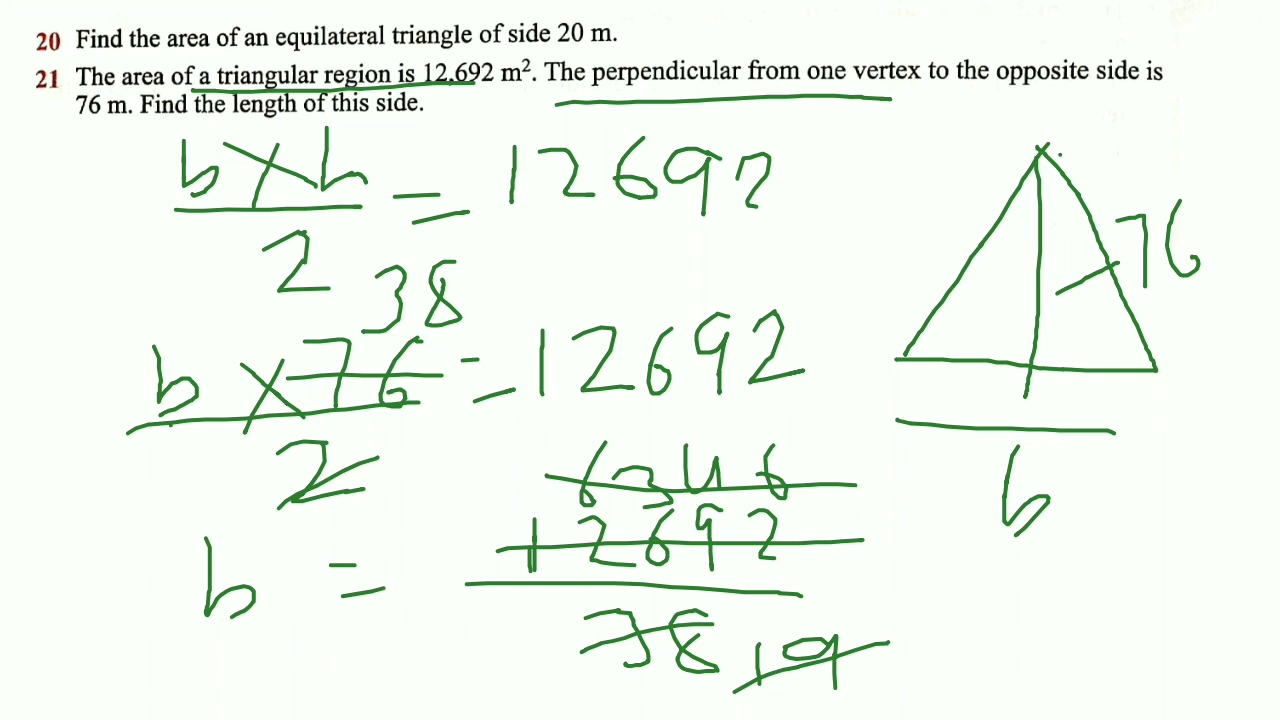 20 Find the area of an equilateral triangle of side 20 m.
21 The area of a triangular region is 12,692 m². The perpendicular from one vertex to the opposite side is
76 m. Find the length of this side.
b×h = 12692
2
38
76
b × 76 = 12692
2
6346
12692
b =
38 19
b